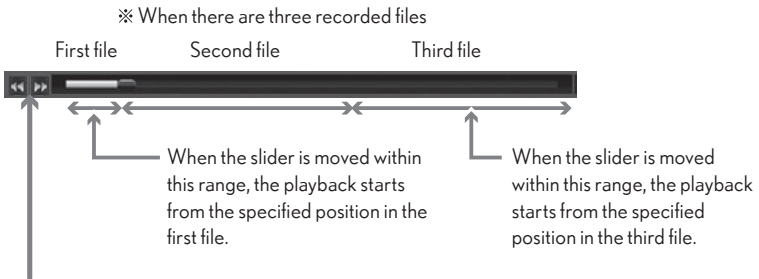 ※ When there are three recorded files
First file
Second file
Third file
When the slider is moved within
this range, the playback starts
from the specified position in the
first file.
When the slider is moved
within this range, the playback
starts from the specified
position in the third file.